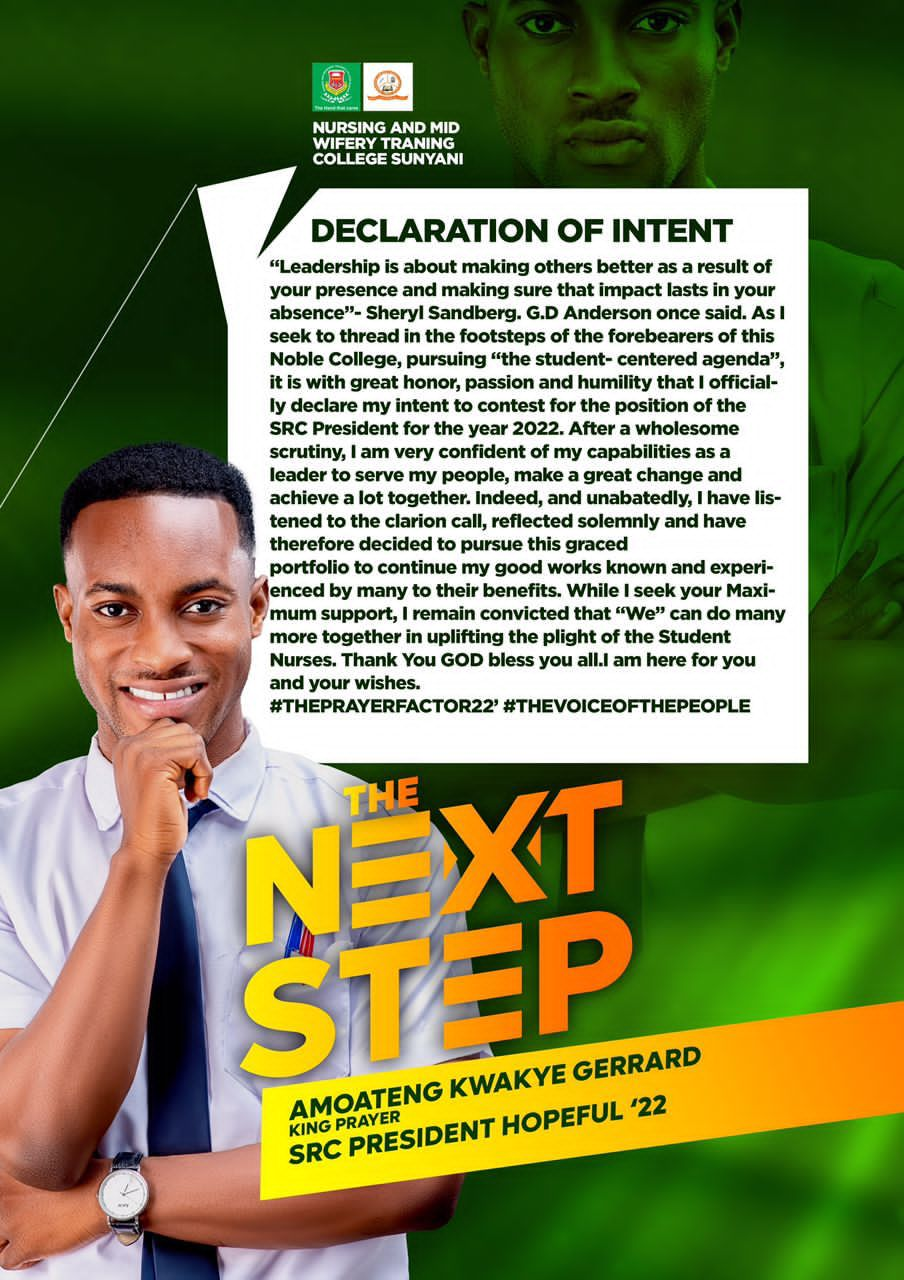 The Hand that cares
NURSING AND MID
WIFERY TRANING
COLLEGE SUNYANI
DECLARATION OF INTENT
“Leadership is about making others better as a result of
your presence and making sure that impact lasts in your
absence”- Sheryl Sandberg. G.D Anderson once said. As I
seek to thread in the footsteps of the forebearers of this
Noble College, pursuing “the student- centered agenda”,
it is with great honor, passion and humility that I official-
ly declare my intent to contest for the position of the
SRC President for the year 2022. After a wholesome
scrutiny, I am very confident of my capabilities as a
leader to serve my people, make a great change and
achieve a lot together. Indeed, and unabatedly, I have lis-
tened to the clarion call, reflected solemnly and have
therefore decided to pursue this graced
portfolio to continue my good works known and experi-
enced by many to their benefits. While I seek your Maxi-
mum support, I remain convicted that “We” can do many
more together in uplifting the plight of the Student
Nurses. Thank You GOD bless you all.I am here for you
and your wishes.
#THEPRAYERFACTOR22’ #THEVOICEOFTHEPEOPLE
THE
NEXT
STEP
AMOATENG KWAKYE GERRARD
KING PRAYER
SRC PRESIDENT HOPEFUL ‘22